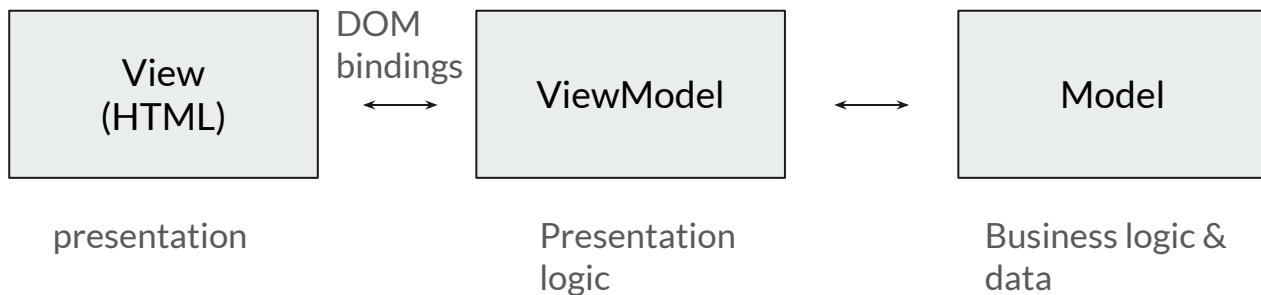 View
(HTML)
DOM
bindings
ViewModel
Model
presentation
Presentation
logic
Business logic &
data